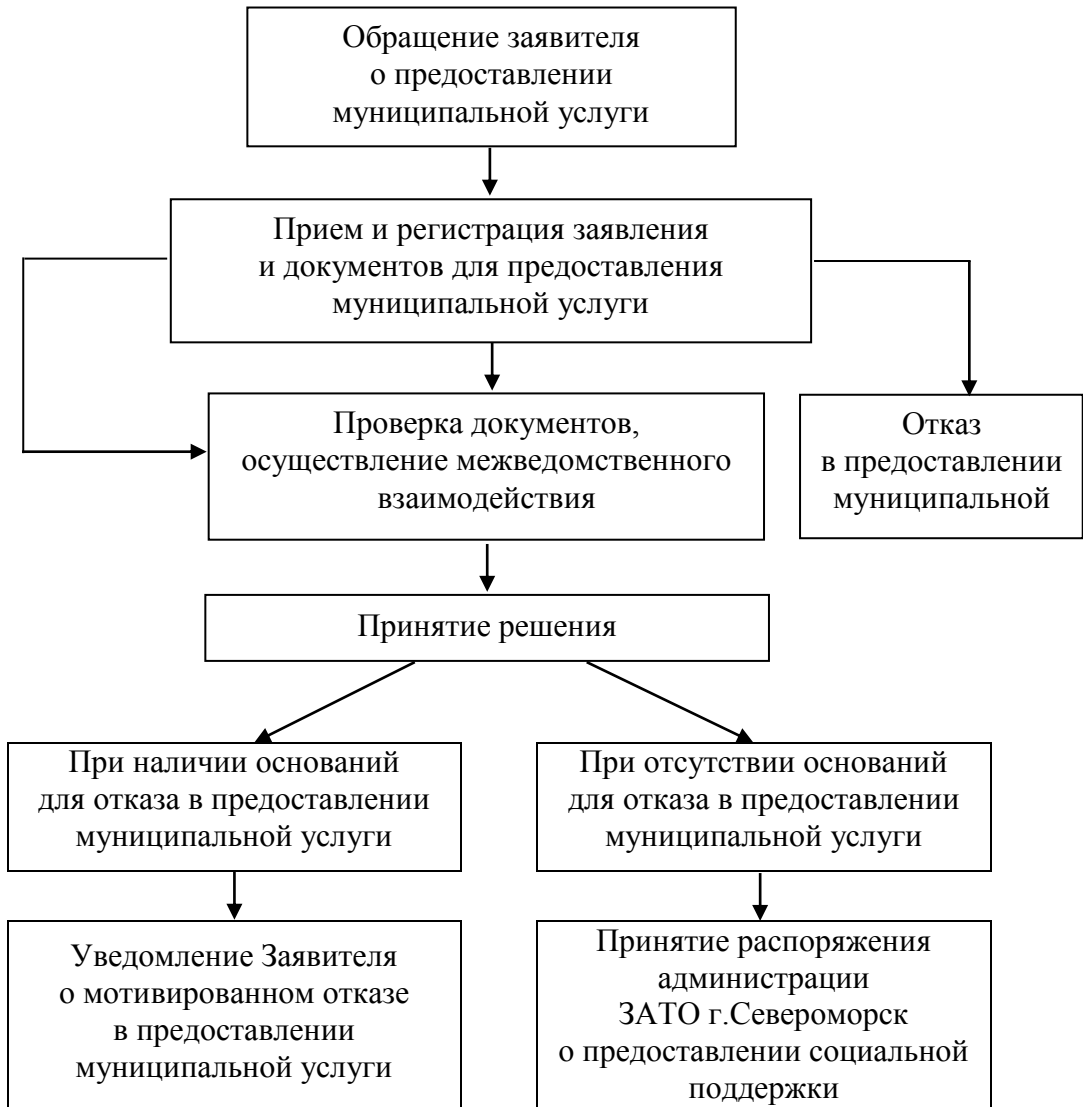 Обращение заявителя
о предоставлении
муниципальной услуги
Прием и регистрация заявления
и документов для предоставления
муниципальной услуги
Проверка документов,
осуществление межведомственного
взаимодействия
Отказ
в предоставлении
муниципальной
Принятие решения
При наличии оснований
для отказа в предоставлении
муниципальной услуги
При отсутствии оснований
для отказа в предоставлении
муниципальной услуги
Уведомление Заявителя
о мотивированном отказе
в предоставлении
муниципальной услуги
Принятие распоряжения
администрации
ЗАТО г.Североморск
о предоставлении социальной
поддержки